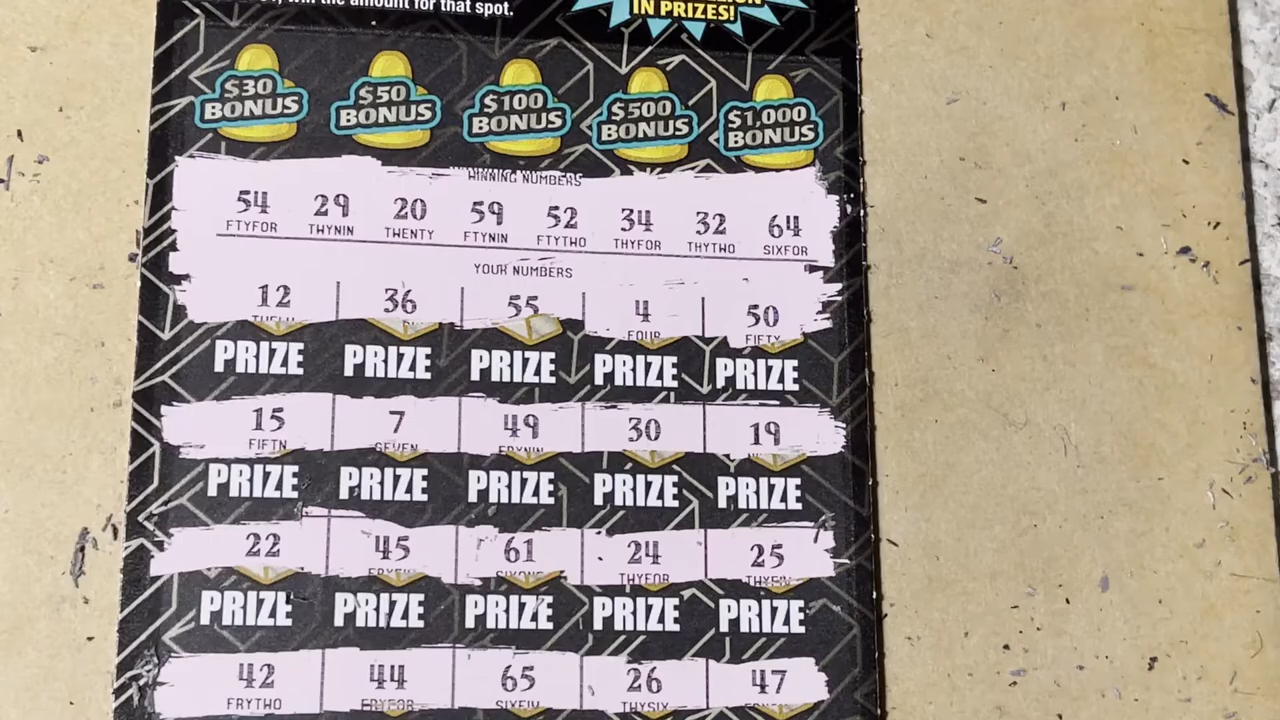 win the amount for that spot.
IN PRIZES!
$30 BONUS $50 BONUS $100 BONUS $500 BONUS $1,000 BONUS
WINNING NUMBERS
54 29 20 59 52 34 32 64
FTYFOR THYNIN TWENTY FTYNIN FTYTWO THYFOR THYTWO SIXFOR
YOUR NUMBERS
12 36 55 4 50
FOUR FIFTY
PRIZE PRIZE PRIZE PRIZE PRIZE
15 7 49 30 19
FIFTN SEVEN FRYNIN
PRIZE PRIZE PRIZE PRIZE PRIZE
22 45 61 24 25
SIXONE THYFOR THYFIV
PRIZE PRIZE PRIZE PRIZE PRIZE
42 44 65 26 47
FRYTWO FRYFOR SIXFIV THYSIX